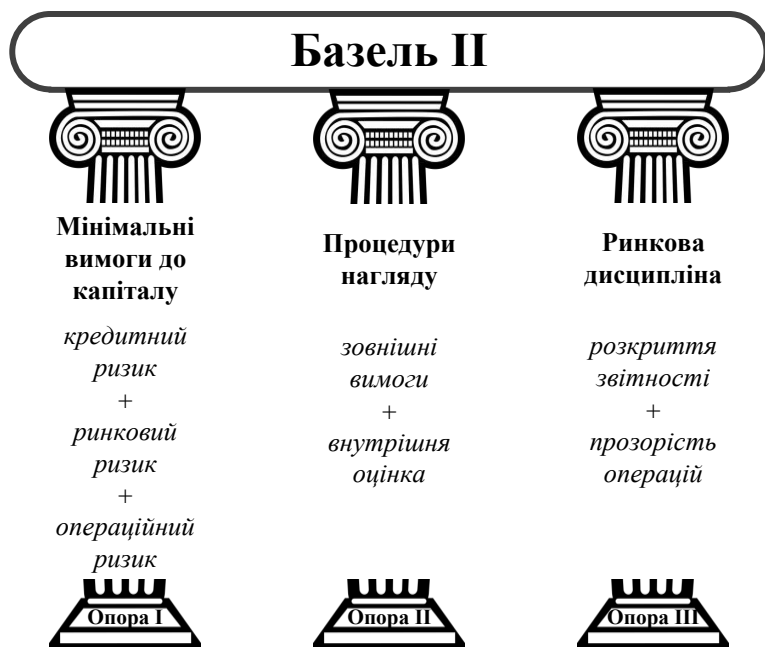 Базель II
Мінімальні
вимоги до
капіталу
кредитний
ризик
+
ринковий
ризик
+
операційний
ризик
Опора I
Процедури
нагляду
зовнішні
вимоги
+
внутрішня
оцінка
Опора II
Ринкова
дисципліна
розкриття
звітності
+
прозорість
операцій
Опора III